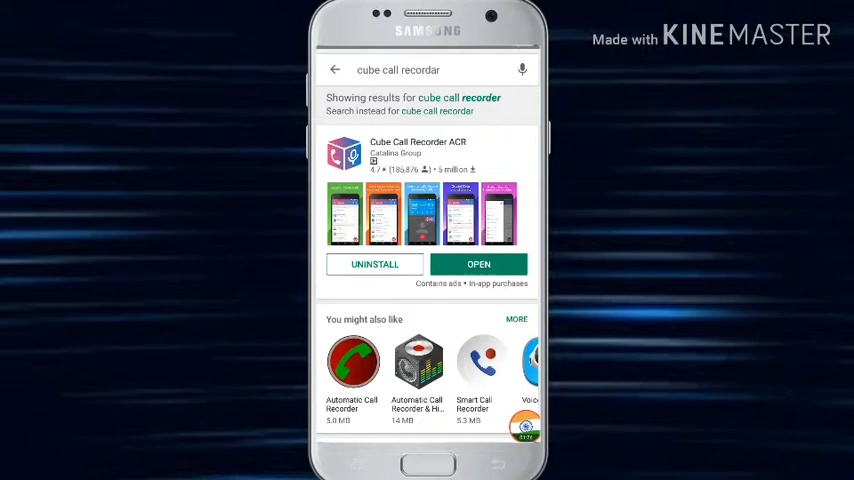 SAMSUNG
Made with KINEMASTER
cube call recordar
Showing results for cube call recorder
Search instead for cube call recordar
Cube Call Recorder ACR
Catalina Group
4.7★ (185,876) • 5 million
UNINSTALL
OPEN
Contains ads • In-app purchases
You might also like
MORE
Automatic Call
Recorder
5.0 MB
Automatic Call
Recorder & Hi...
14 MB
Smart Call
Recorder
5.3 MB
Voic